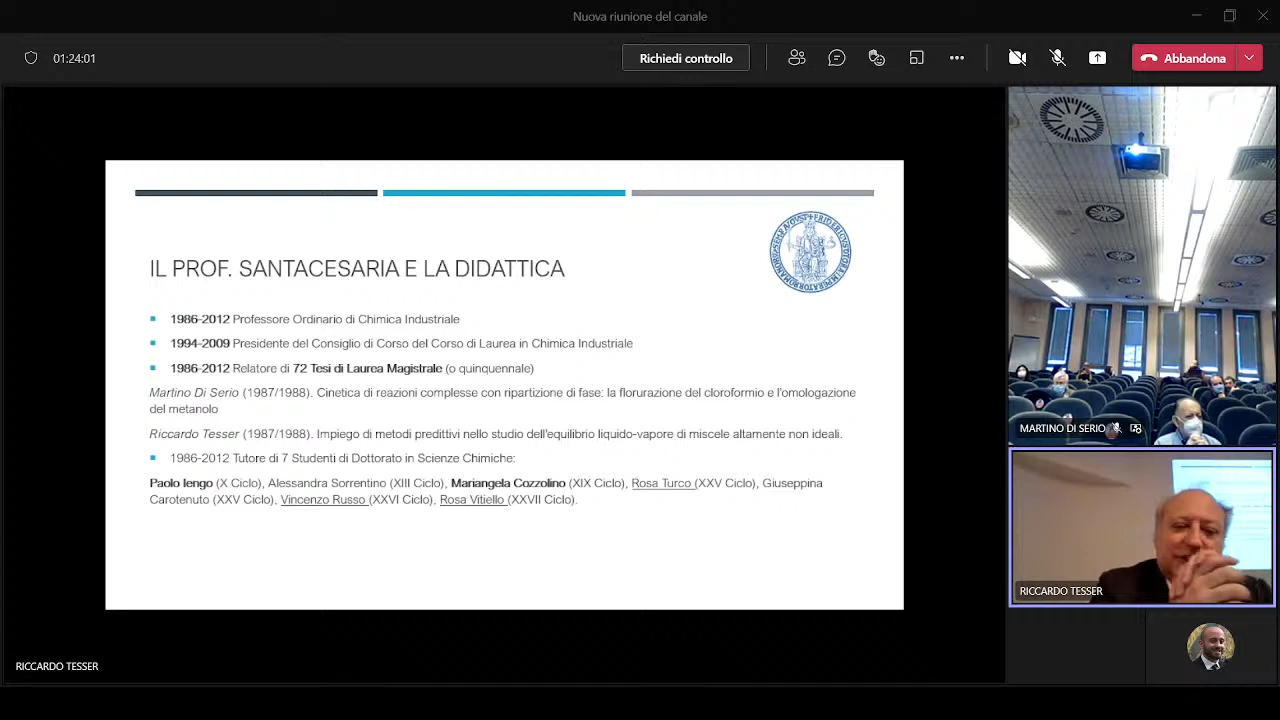 Nuova riunione del canale
01:24:01
Richiedi controllo
Abbandona
IL PROF. SANTACESARIA E LA DIDATTICA
1986-2012 Professore Ordinario di Chimica Industriale
1994-2009 Presidente del Consiglio di Corso del Corso di Laurea in Chimica Industriale
1986-2012 Relatore di 72 Tesi di Laurea Magistrale (o quinquennale)
Martino Di Serio (1987/1988). Cinetica di reazioni complesse con ripartizione di fase: la florurazione del cloroformio e l'omologazione
del metanolo
Riccardo Tesser (1987/1988). Impiego di metodi predittivi nello studio dell'equilibrio liquido-vapore di miscele altamente non ideali.
1986-2012 Tutore di 7 Studenti di Dottorato in Scienze Chimiche:
Paolo Iengo (X Ciclo), Alessandra Sorrentino (XIII Ciclo), Mariangela Cozzolino (XIX Ciclo), Rosa Turco (XXV Ciclo), Giuseppina
Carotenuto (XXV Ciclo), Vincenzo Russo (XXVI Ciclo), Rosa Vitiello (XXVII Ciclo).
MARTINO DI SERIO
RICCARDO TESSER
RICCARDO TESSER